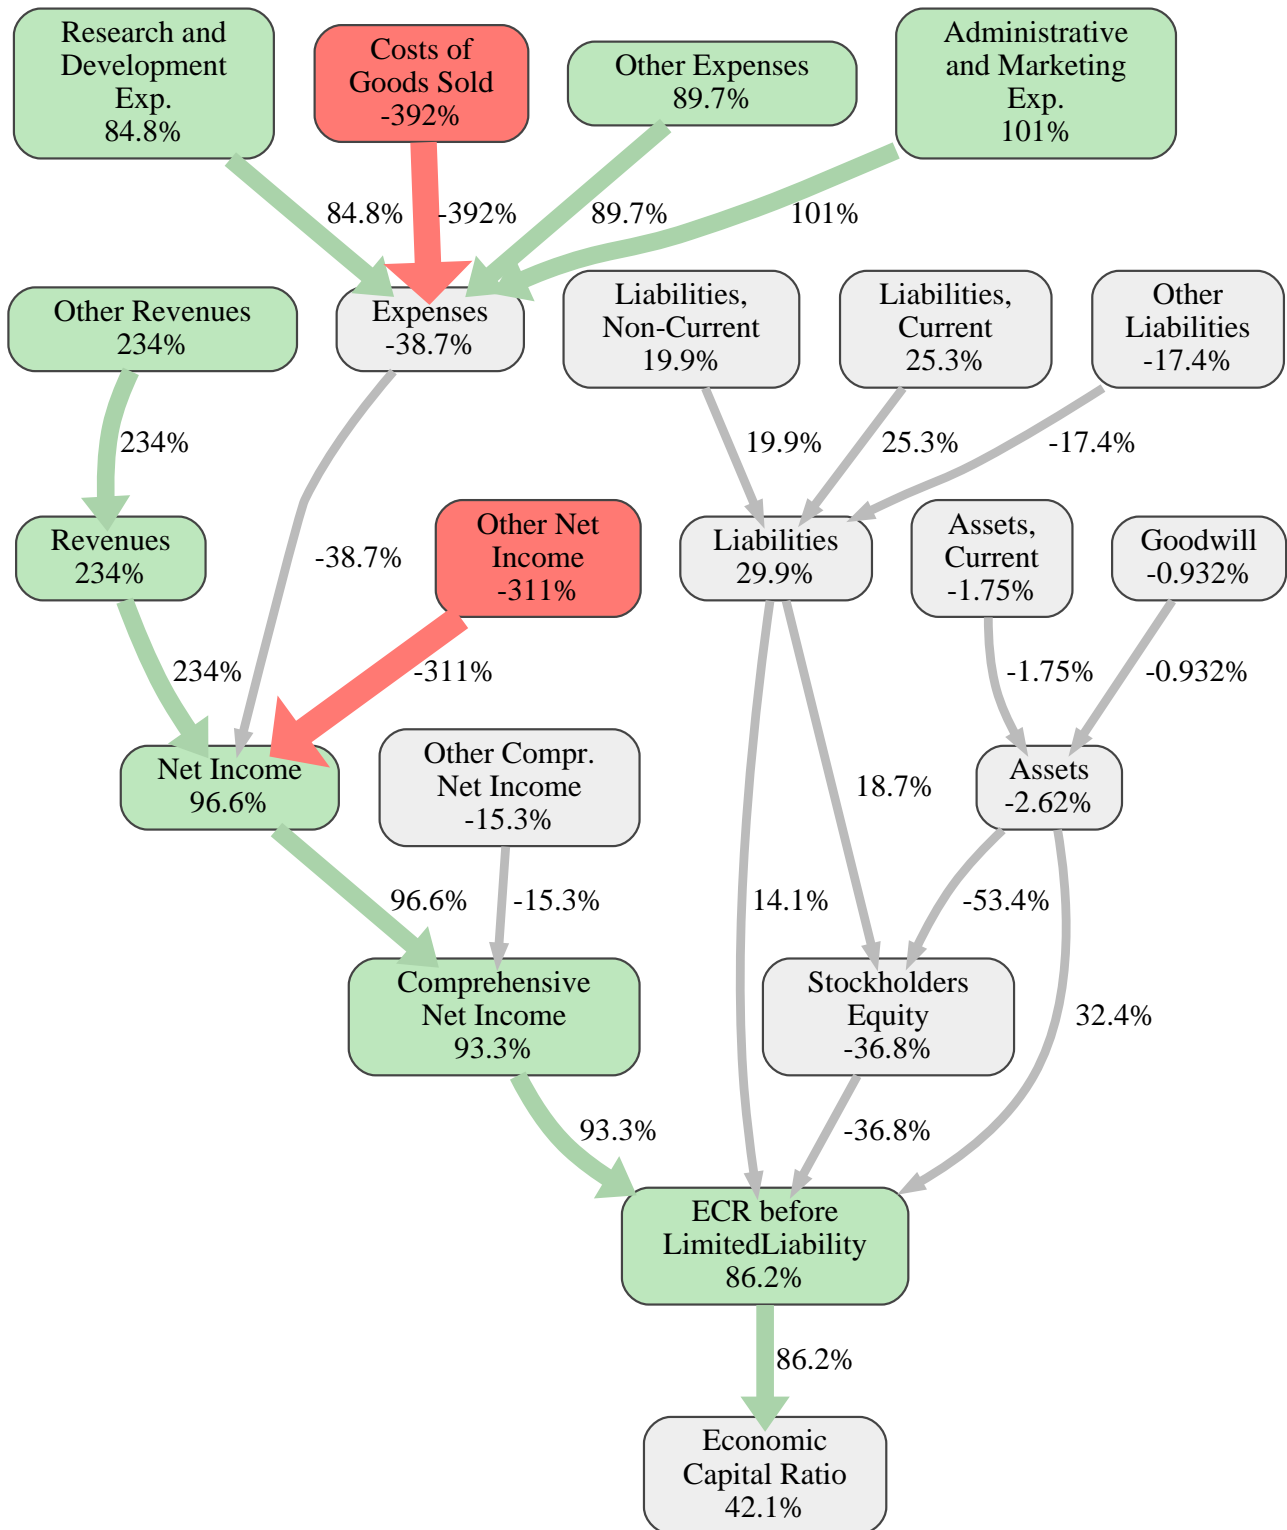 Research and
Development
Exp.
84.8%
Costs of
Goods Sold
-392%
Other Expenses
89.7%
Administrative
and Marketing
Exp.
101%
84.8%
-392%
89.7%
101%
Other Revenues
234%
Expenses
-38.7%
Liabilities,
Non-Current
19.9%
Liabilities,
Current
25.3%
Other
Liabilities
-17.4%
234%
19.9%
25.3%
-17.4%
Revenues
234%
-38.7%
Other Net
Income
-311%
Liabilities
29.9%
Assets,
Current
-1.75%
Goodwill
-0.932%
234%
-311%
-1.75%
-0.932%
Net Income
96.6%
Other Compr.
Net Income
-15.3%
18.7%
Assets
-2.62%
96.6%
-15.3%
14.1%
-53.4%
Comprehensive
Net Income
93.3%
Stockholders
Equity
-36.8%
32.4%
93.3%
-36.8%
ECR before
LimitedLiability
86.2%
86.2%
Economic
Capital Ratio
42.1%